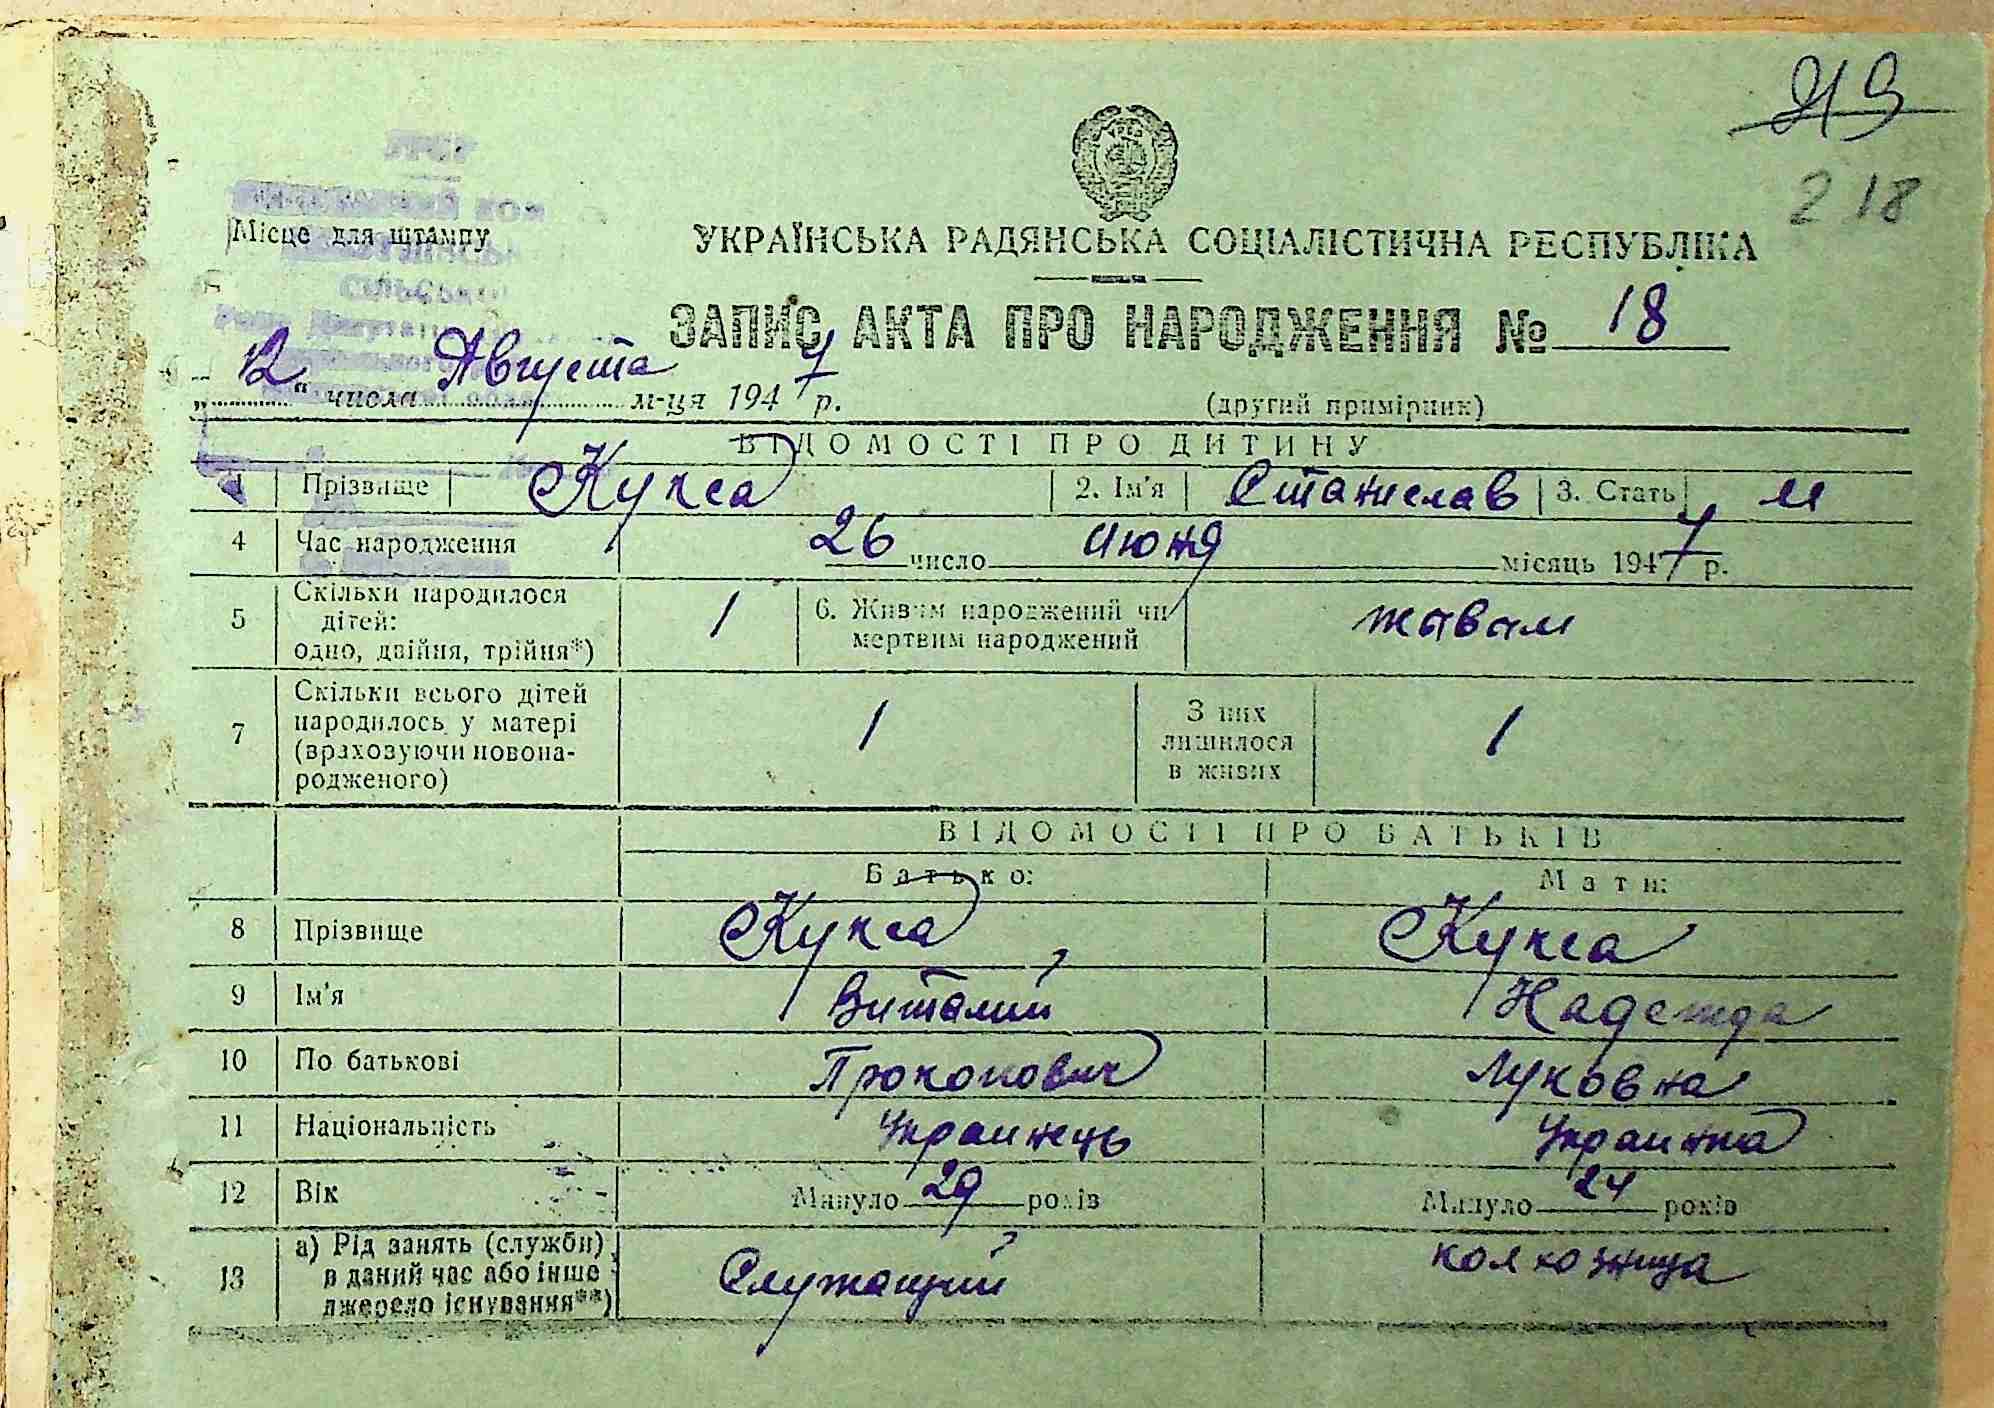 219
218
УРСР
Місце для штампу
УКРАЇНСЬКА РАДЯНСЬКА СОЦІАЛІСТИЧНА РЕСПУБЛІКА
СІЛЬСЬКО
ЗАПИС АКТА ПРО НАРОДЖЕННЯ № 18
„12“ числа Августа м-ця 1947 р. (другий примірник)
ВІДОМОСТІ ПРО ДИТИНУ
1 Прізвище Кукса 2. Ім'я Станислав 3. Стать м
4 Час народження 26 число июня місяць 1947 р.
5 Скільки народилося дітей: одно, двійня, трійня*) 1 6. Живим народжений чи мертвим народжений живым
7 Скільки всього дітей народилось у матері (враховуючи новонародженого) 1 З них лишилося в живих 1
ВІДОМОСТІ ПРО БАТЬКІВ
Батько: Мати:
8 Прізвище Кукса Кукса
9 Ім'я Виталий Надежда
10 По батькові Прокопович Луковна
11 Національність Украинець Украинка
12 Вік Минуло 29 років Минуло 24 років
13 а) Рід занять (служби) в даний час або інше джерело існування**) Служащий колхозница